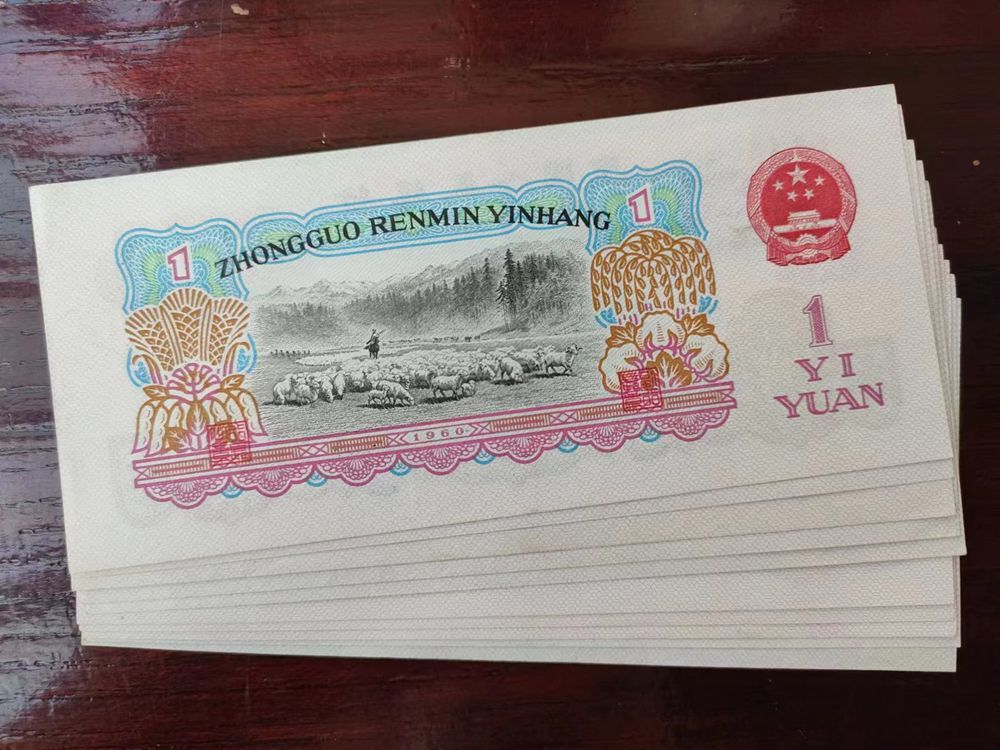 1
ZHONGGUO RENMIN YINHANG
1
1
YI
YUAN
1960